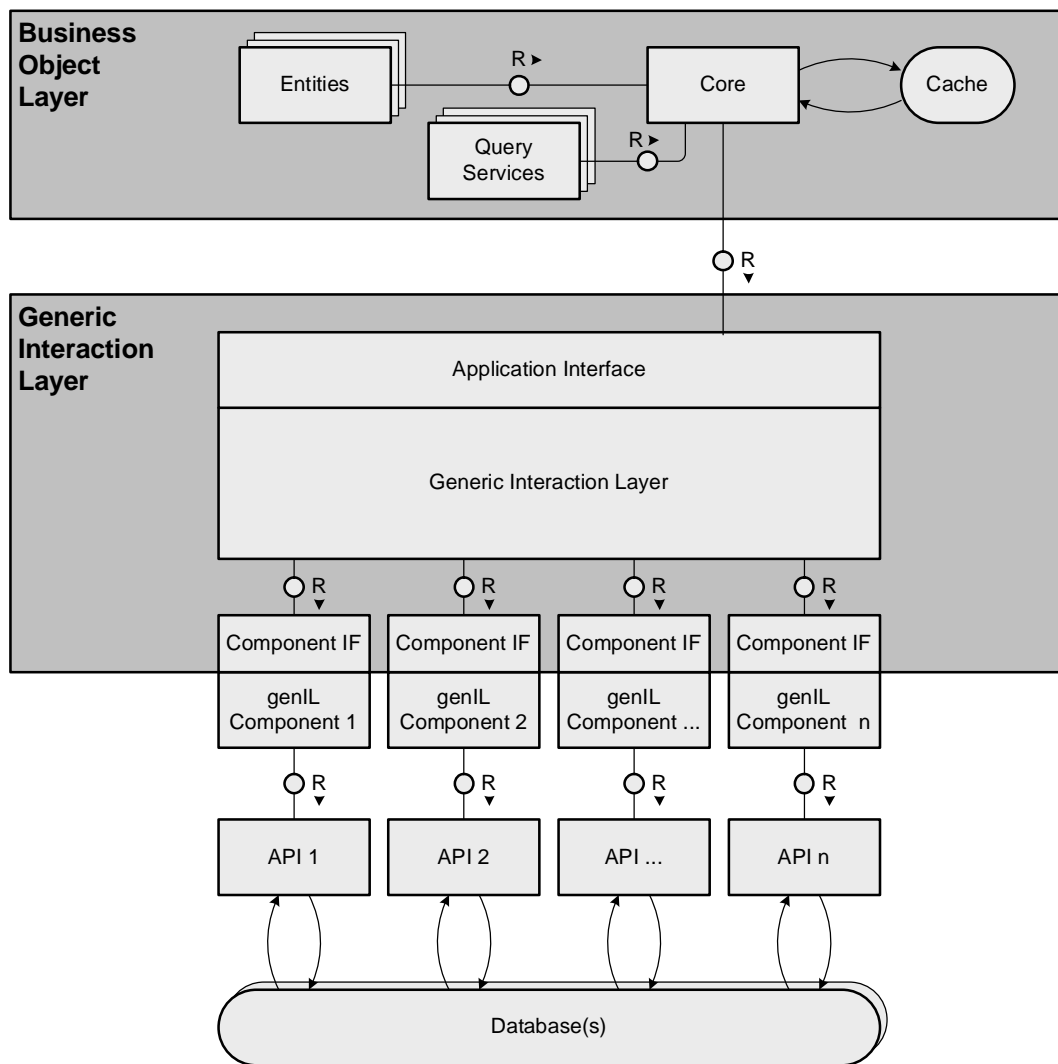 Business
Object
Layer
R ►
Entities
Core
Cache
R ►
Query
Services
R
▼
Generic
Interaction
Layer
Application Interface
Generic Interaction Layer
R
▼
R
▼
R
▼
R
▼
Component IF
Component IF
Component IF
Component IF
genIL
Component 1
genIL
Component 2
genIL
Component ...
genIL
Component n
R
▼
R
▼
R
▼
R
▼
API 1
API 2
API ...
API n
Database(s)